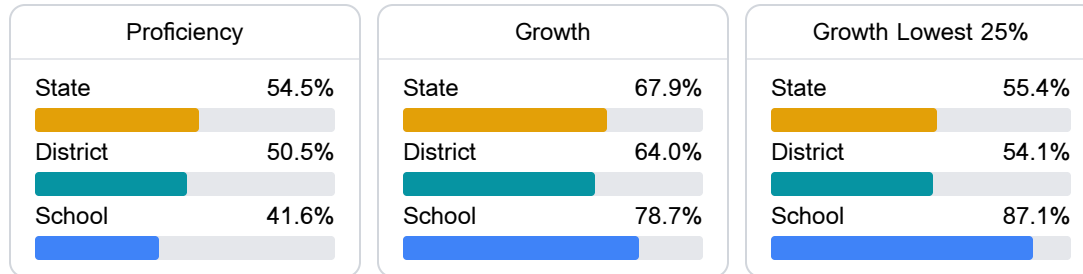 Proficiency
State 54.5%
District 50.5%
School 41.6%
Growth
State 67.9%
District 64.0%
School 78.7%
Growth Lowest 25%
State 55.4%
District 54.1%
School 87.1%